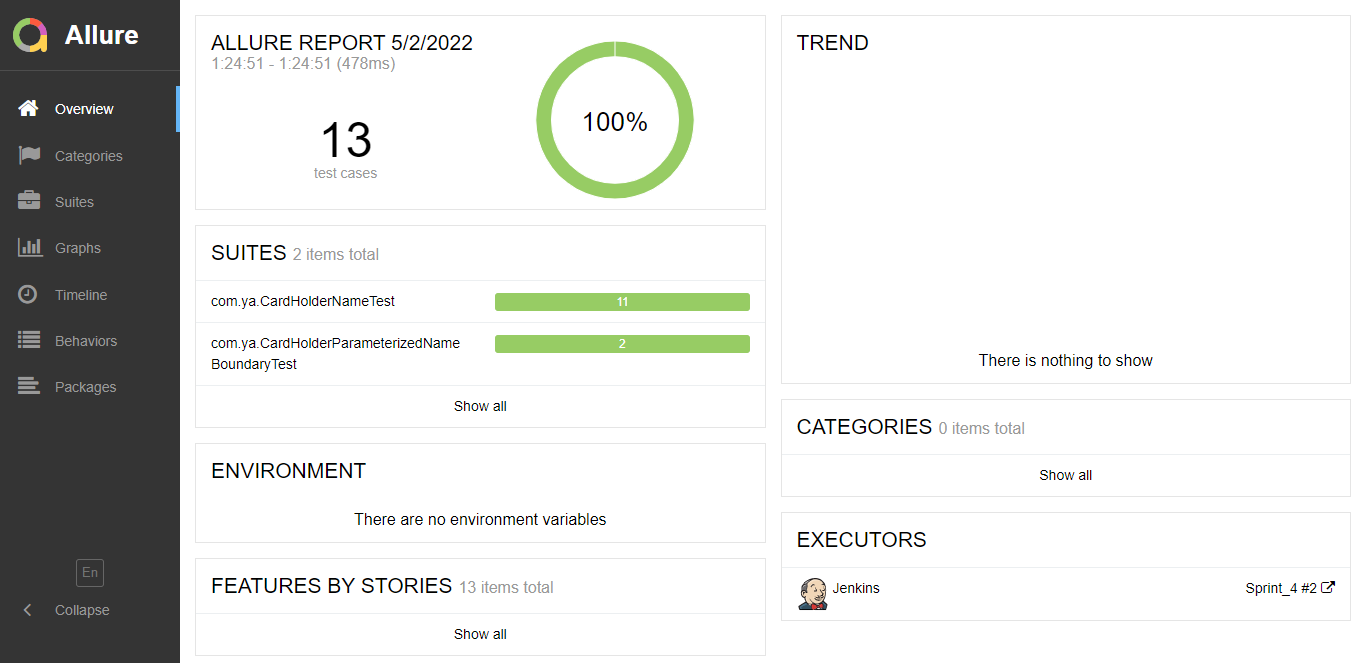 Allure
Overview
Categories
Suites
Graphs
Timeline
Behaviors
Packages
En
Collapse
ALLURE REPORT 5/2/2022
1:24:51 - 1:24:51 (478ms)
13
test cases
100%
SUITES 2 items total
com.ya.CardHolderNameTest 11
com.ya.CardHolderParameterizedName 2
BoundaryTest
Show all
ENVIRONMENT
There are no environment variables
FEATURES BY STORIES 13 items total
Show all
TREND
There is nothing to show
CATEGORIES 0 items total
Show all
EXECUTORS
Jenkins Sprint_4 #2